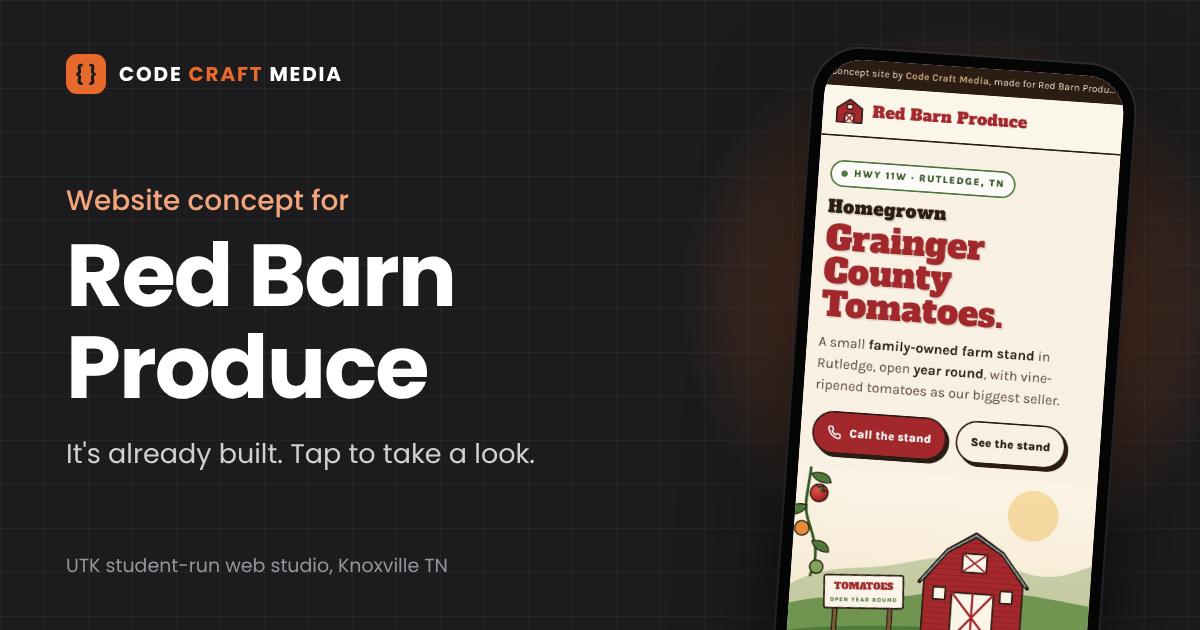 { } CODE CRAFT MEDIA
Website concept for
Red Barn
Produce
It's already built. Tap to take a look.
UTK student-run web studio, Knoxville TN
concept site by Code Craft Media, made for Red Barn Produ...
Red Barn Produce
HWY 11W · RUTLEDGE, TN
Homegrown
Grainger
County
Tomatoes.
A small family-owned farm stand in
Rutledge, open year round, with vine-
ripened tomatoes as our biggest seller.
Call the stand
See the stand
TOMATOES
OPEN YEAR ROUND